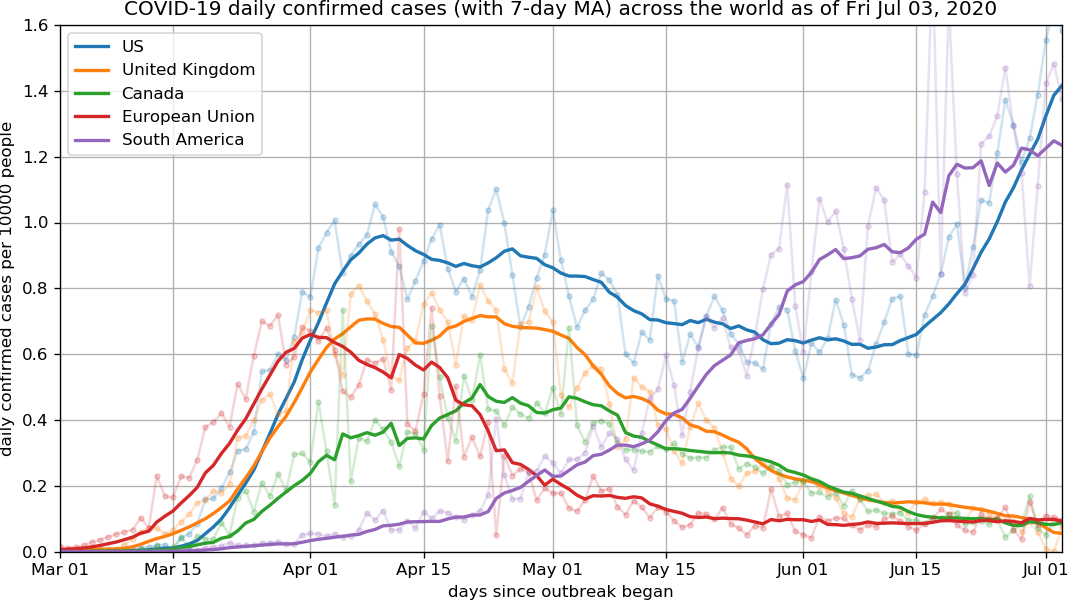 COVID-19 daily confirmed cases (with 7-day MA) across the world as of Fri Jul 03, 2020
1.6
1.4
1.2
1.0
0.8
0.6
0.4
0.2
0.0
daily confirmed cases per 10000 people
US
United Kingdom
Canada
European Union
South America
Mar 01 Mar 15 Apr 01 Apr 15 May 01 May 15 Jun 01 Jun 15 Jul 01
days since outbreak began